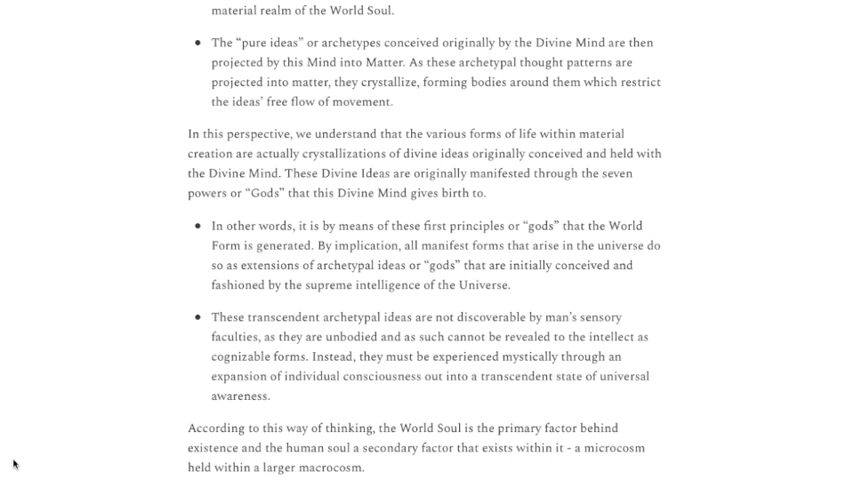 material realm of the World Soul.
● The “pure ideas” or archetypes conceived originally by the Divine Mind are then
projected by this Mind into Matter. As these archetypal thought patterns are
projected into matter, they crystallize, forming bodies around them which restrict
the ideas’ free flow of movement.
In this perspective, we understand that the various forms of life within material
creation are actually crystallizations of divine ideas originally conceived and held with
the Divine Mind. These Divine Ideas are originally manifested through the seven
powers or “Gods” that this Divine Mind gives birth to.
● In other words, it is by means of these first principles or “gods” that the World
Form is generated. By implication, all manifest forms that arise in the universe do
so as extensions of archetypal ideas or “gods” that are initially conceived and
fashioned by the supreme intelligence of the Universe.
● These transcendent archetypal ideas are not discoverable by man’s sensory
faculties, as they are unbodied and as such cannot be revealed to the intellect as
cognizable forms. Instead, they must be experienced mystically through an
expansion of individual consciousness out into a transcendent state of universal
awareness.
According to this way of thinking, the World Soul is the primary factor behind
existence and the human soul a secondary factor that exists within it - a microcosm
held within a larger macrocosm.